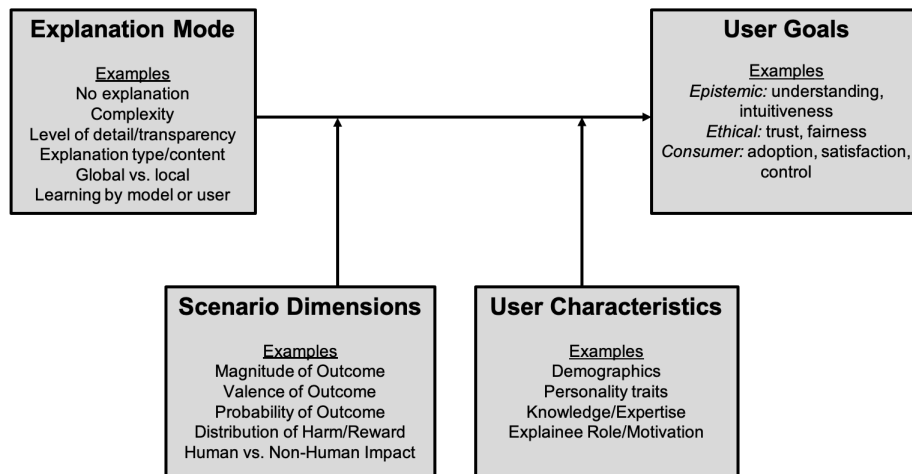 Explanation Mode
Examples
No explanation
Complexity
Level of detail/transparency
Explanation type/content
Global vs. local
Learning by model or user
User Goals
Examples
Epistemic: understanding,
intuitiveness
Ethical: trust, fairness
Consumer: adoption, satisfaction,
control
Scenario Dimensions
Examples
Magnitude of Outcome
Valence of Outcome
Probability of Outcome
Distribution of Harm/Reward
Human vs. Non-Human Impact
User Characteristics
Examples
Demographics
Personality traits
Knowledge/Expertise
Explainee Role/Motivation